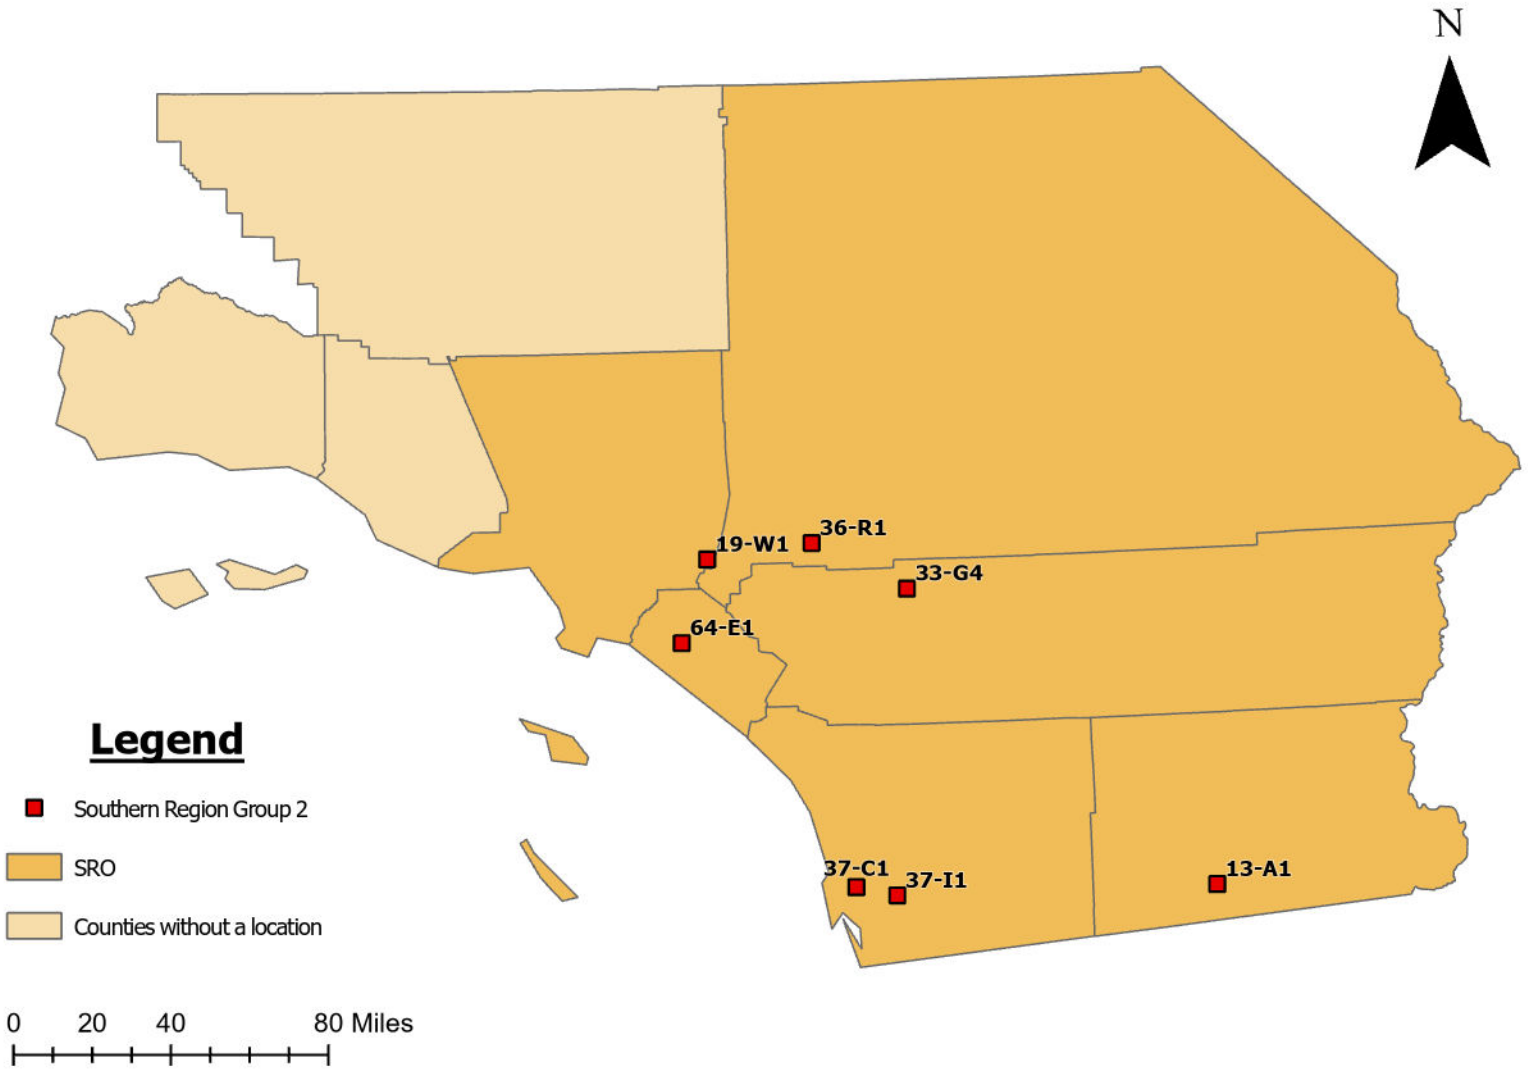 N
36-R1
19-W1
33-G4
64-E1
37-C1
37-I1
13-A1
Legend
Southern Region Group 2
SRO
Counties without a location
0 20 40 80 Miles